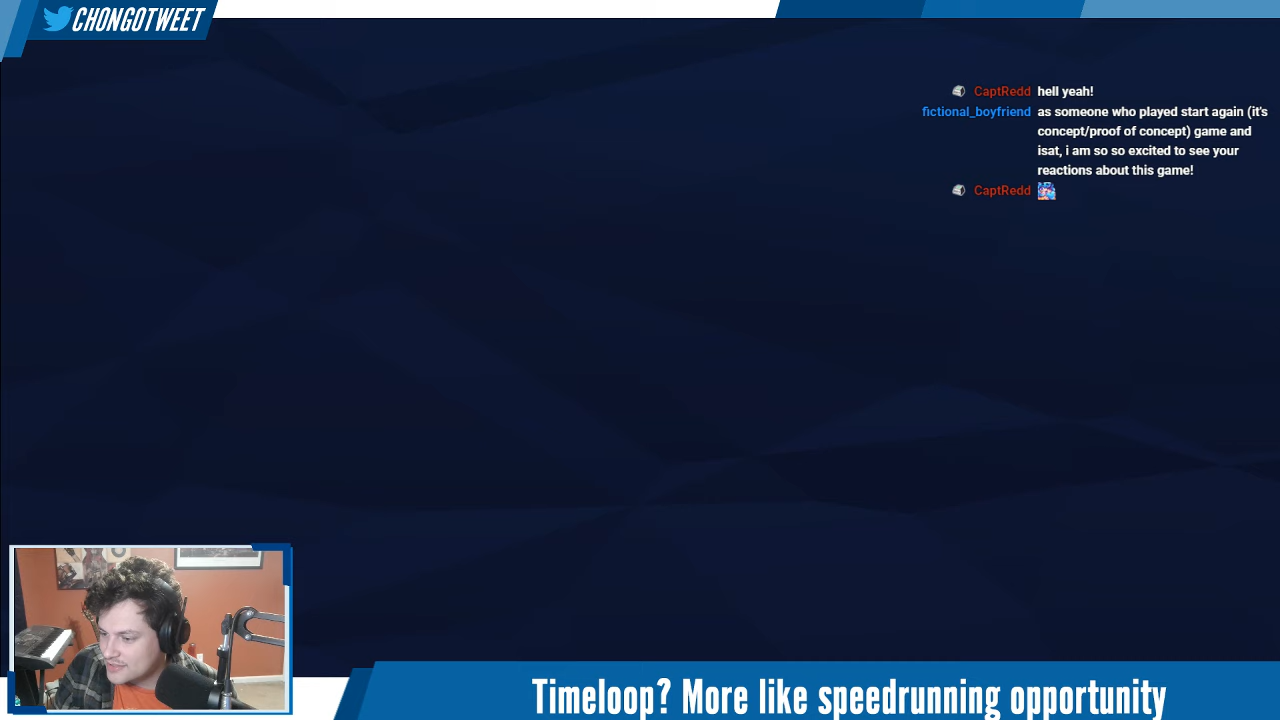 CHONGOTWEET
CaptRedd hell yeah!
fictional_boyfriend as someone who played start again (it's
concept/proof of concept) game and
isat, i am so so excited to see your
reactions about this game!
CaptRedd
Timeloop? More like speedrunning opportunity